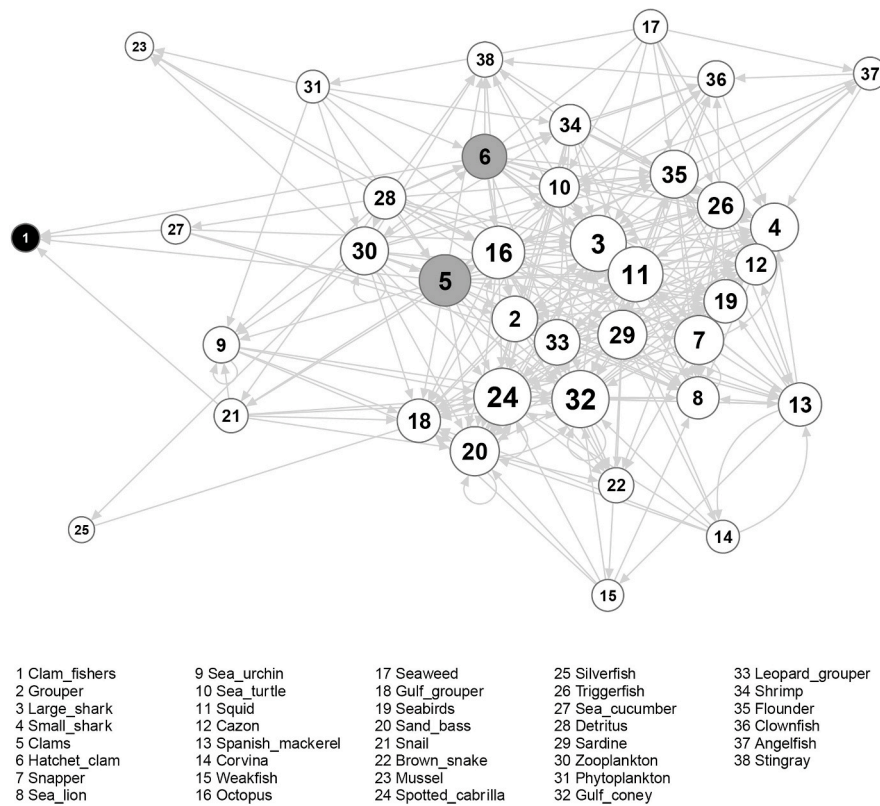 17
23
38
37
36
31
34
6
35
10
28
26
4
27
1
3
30
16
12
11
5
19
2
29
7
33
9
24
32
8
13
21
18
20
22
25
14
15
1 Clam_fishers
2 Grouper
3 Large_shark
4 Small_shark
5 Clams
6 Hatchet_clam
7 Snapper
8 Sea_lion
9 Sea_urchin
10 Sea_turtle
11 Squid
12 Cazon
13 Spanish_mackerel
14 Corvina
15 Weakfish
16 Octopus
17 Seaweed
18 Gulf_grouper
19 Seabirds
20 Sand_bass
21 Snail
22 Brown_snake
23 Mussel
24 Spotted_cabrilla
25 Silverfish
26 Triggerfish
27 Sea_cucumber
28 Detritus
29 Sardine
30 Zooplankton
31 Phytoplankton
32 Gulf_coney
33 Leopard_grouper
34 Shrimp
35 Flounder
36 Clownfish
37 Angelfish
38 Stingray